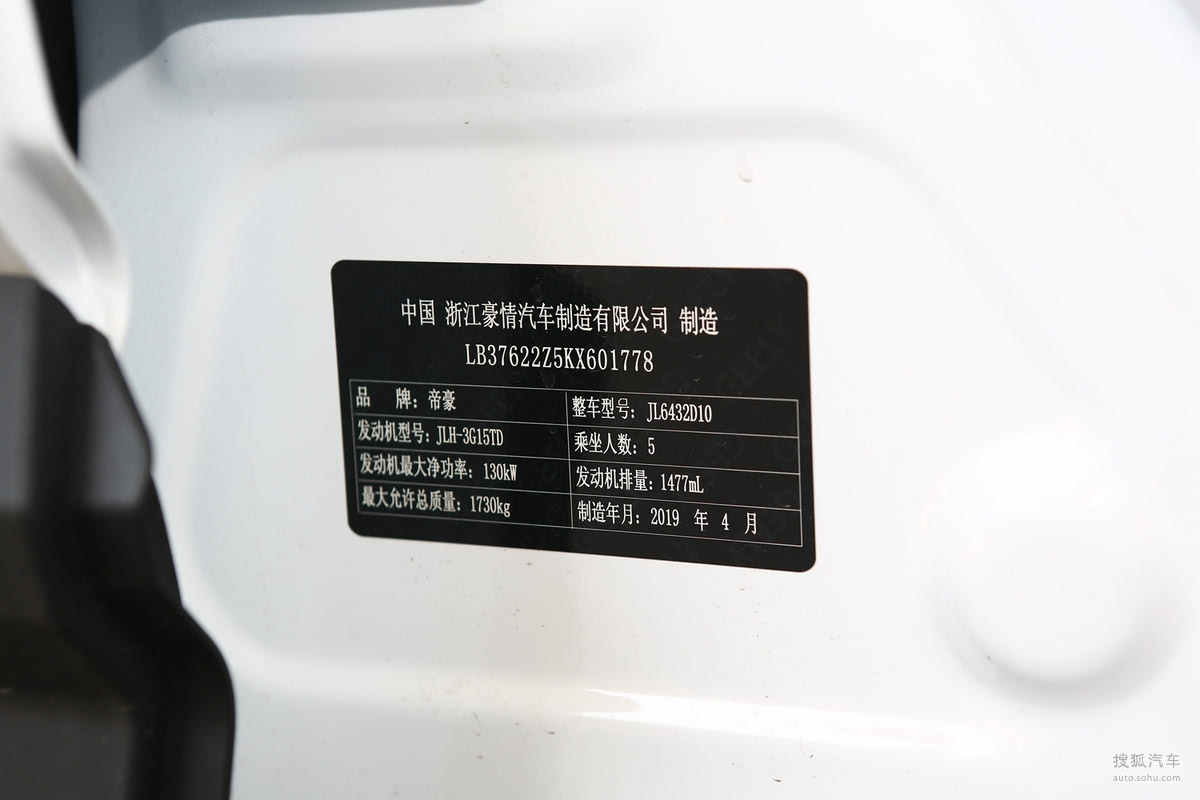 中国 浙江豪情汽车制造有限公司 制造
LB37622Z5KX601778
品 牌：帝豪 整车型号：JL6432D10
发动机型号：JLH-3G15TD 乘坐人数：5
发动机最大净功率：130kW 发动机排量：1477mL
最大允许总质量：1730kg 制造年月：2019 年 4 月
搜狐汽车
auto.sohu.com